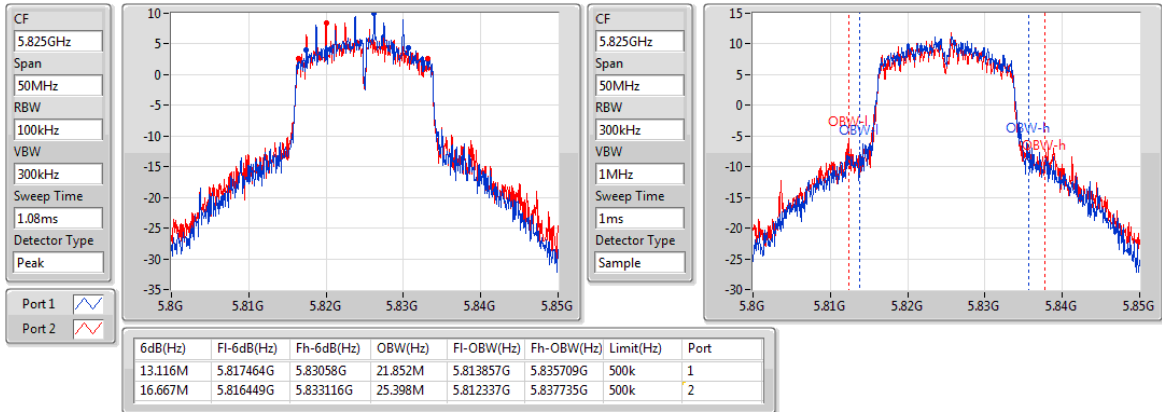 CF
5.825GHz
Span
50MHz
RBW
100kHz
VBW
300kHz
Sweep Time
1.08ms
Detector Type
Peak
Port 1
Port 2
10
5
0
-5
-10
-15
-20
-25
-30
-35
5.8G 5.81G 5.82G 5.83G 5.84G 5.85G
CF
5.825GHz
Span
50MHz
RBW
300kHz
VBW
1MHz
Sweep Time
1ms
Detector Type
Sample
15
10
5
0
-5
-10
-15
-20
-25
-30
OBW-l
OBW-l
OBW-h
OBW-h
5.8G 5.81G 5.82G 5.83G 5.84G 5.85G
6dB(Hz) Fl-6dB(Hz) Fh-6dB(Hz) OBW(Hz) Fl-OBW(Hz) Fh-OBW(Hz) Limit(Hz) Port
13.116M 5.817464G 5.83058G 21.852M 5.813857G 5.835709G 500k 1
16.667M 5.816449G 5.833116G 25.398M 5.812337G 5.837735G 500k 2